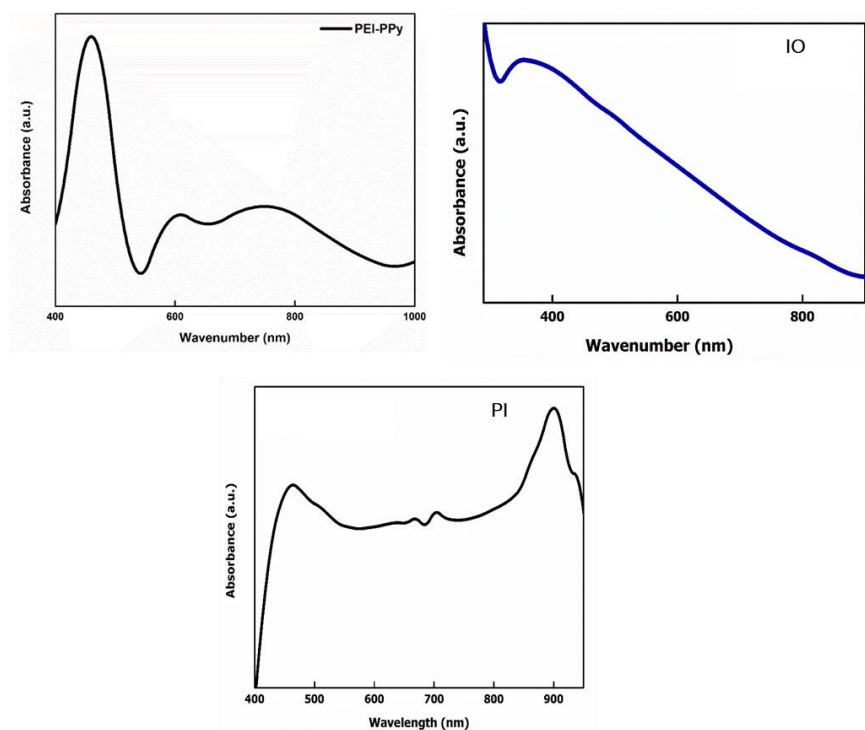 PEI-PPy
Absorbance (a.u.)
400 600 800 1000
Wavenumber (nm)
IO
Absorbance (a.u.)
400 600 800
Wavenumber (nm)
PI
Absorbance (a.u.)
400 500 600 700 800 900
Wavelength (nm)